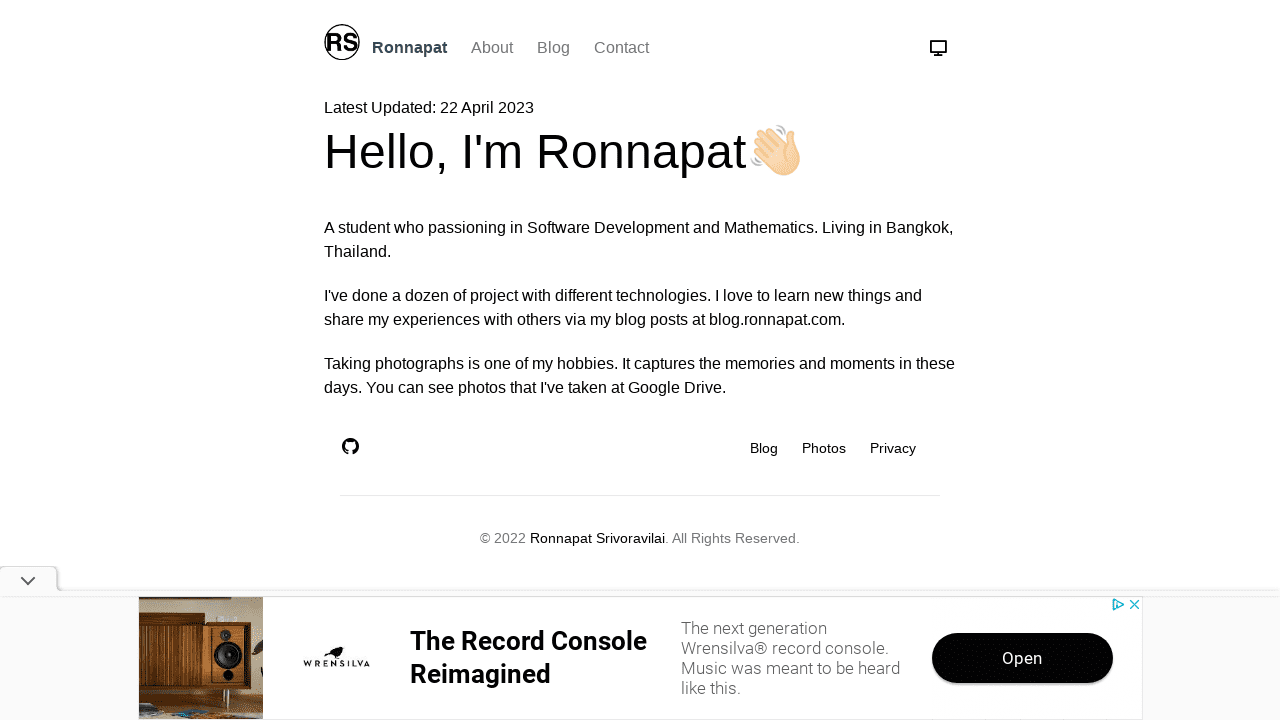 RS
Ronnapat About Blog Contact
Latest Updated: 22 April 2023
Hello, I'm Ronnapat👋🏻
A student who passioning in Software Development and Mathematics. Living in Bangkok,
Thailand.
I've done a dozen of project with different technologies. I love to learn new things and
share my experiences with others via my blog posts at blog.ronnapat.com.
Taking photographs is one of my hobbies. It captures the memories and moments in these
days. You can see photos that I've taken at Google Drive.
Blog Photos Privacy
© 2022 Ronnapat Srivoravilai. All Rights Reserved.
WRENSILVA
The Record Console
Reimagined
The next generation
Wrensilva® record console.
Music was meant to be heard
like this.
Open